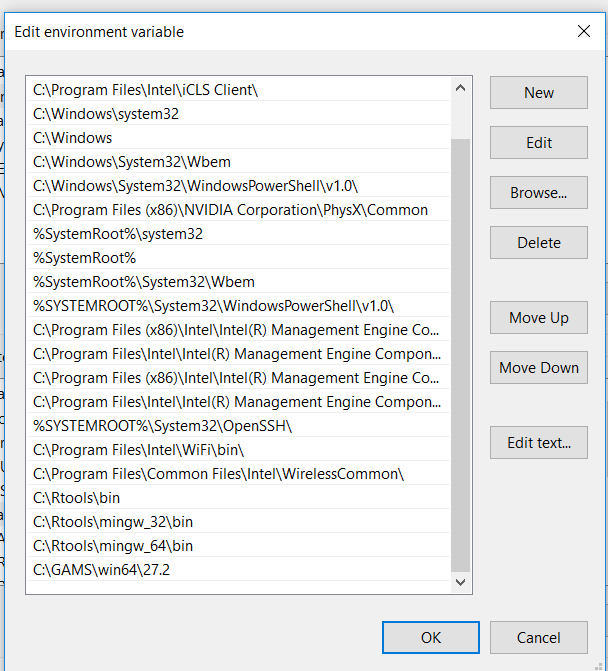 Edit environment variable
C:\Program Files\Intel\iCLS Client\
C:\Windows\system32
C:\Windows
C:\Windows\System32\Wbem
C:\Windows\System32\WindowsPowerShell\v1.0\
C:\Program Files (x86)\NVIDIA Corporation\PhysX\Common
%SystemRoot%\system32
%SystemRoot%
%SystemRoot%\System32\Wbem
%SYSTEMROOT%\System32\WindowsPowerShell\v1.0\
C:\Program Files (x86)\Intel\Intel(R) Management Engine Co...
C:\Program Files\Intel\Intel(R) Management Engine Compon...
C:\Program Files (x86)\Intel\Intel(R) Management Engine Co...
C:\Program Files\Intel\Intel(R) Management Engine Compon...
%SYSTEMROOT%\System32\OpenSSH\
C:\Program Files\Intel\WiFi\bin\
C:\Program Files\Common Files\Intel\WirelessCommon\
C:\Rtools\bin
C:\Rtools\mingw_32\bin
C:\Rtools\mingw_64\bin
C:\GAMS\win64\27.2
New
Edit
Browse...
Delete
Move Up
Move Down
Edit text...
OK
Cancel